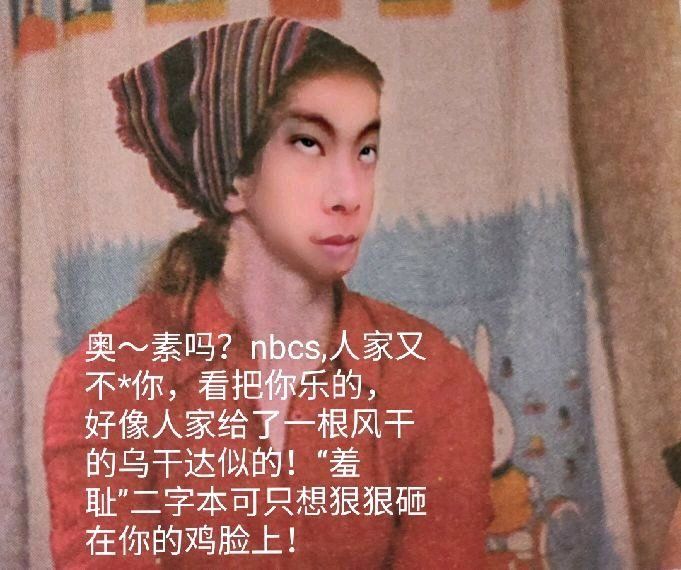 奥～素吗？nbcs,人家又
不*你，看把你乐的，
好像人家给了一根风干
的乌干达似的！“羞
耻”二字本可只想狠狠砸
在你的鸡脸上！